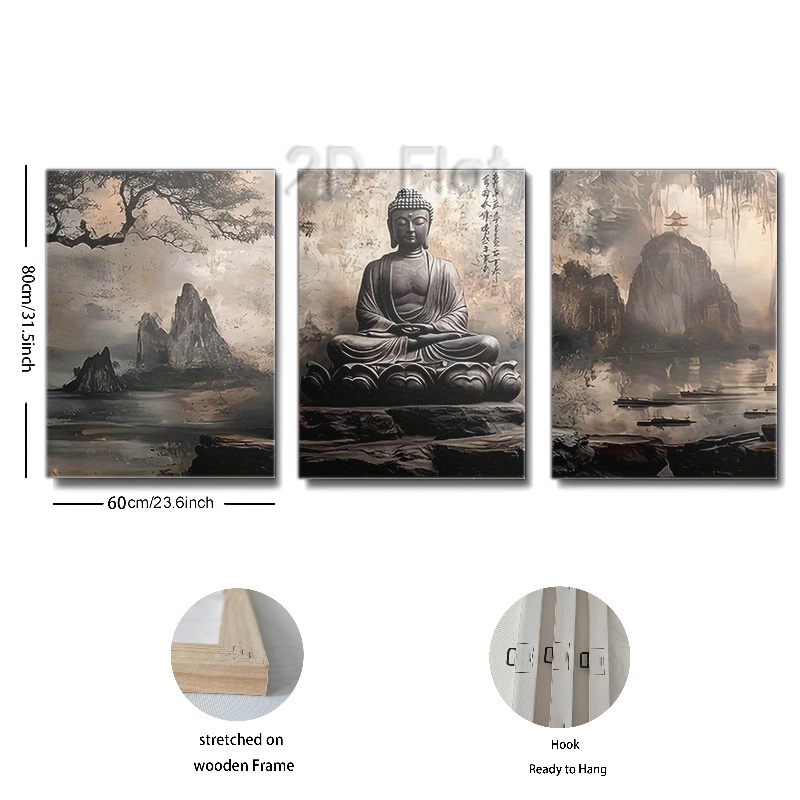 2D Flat
80cm/31.5inch
60cm/23.6inch
stretched on
wooden Frame
Hook
Ready to Hang